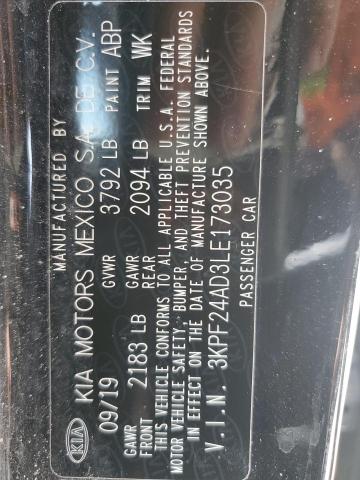 MANUFACTURED BY
KIA KIA MOTORS MEXICO S.A. DE C.V.
09/19 GVWR 3792 LB PAINT ABP
GAWR FRONT 2183 LB GAWR REAR 2094 LB TRIM WK
THIS VEHICLE CONFORMS TO ALL APPLICABLE U.S.A. FEDERAL
MOTOR VEHICLE SAFETY, BUMPER, AND THEFT PREVENTION STANDARDS
IN EFFECT ON THE DATE OF MANUFACTURE SHOWN ABOVE.
V.I.N. 3KPF24AD3LE173035
PASSENGER CAR